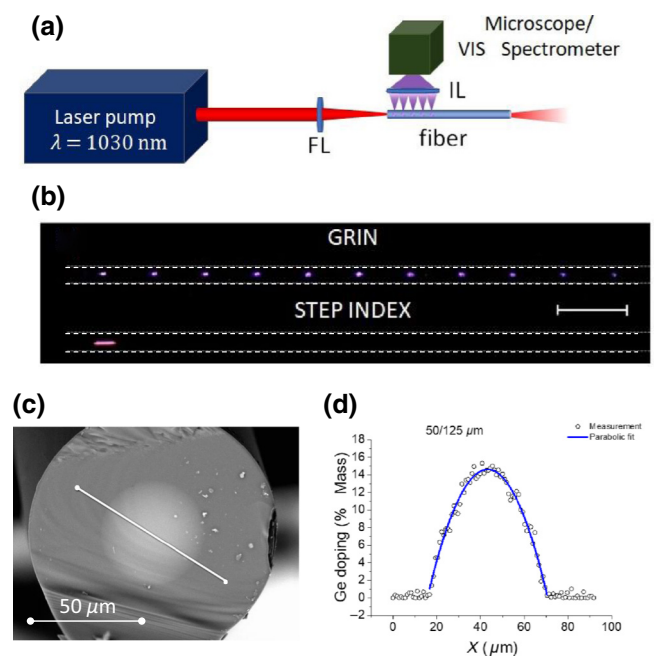 (a)
Microscope/
VIS Spectrometer
Laser pump
λ = 1030 nm
IL
FL
fiber
(b)
GRIN
STEP INDEX
(c)
50 μm
(d)
50/125 μm
Measurement
Parabolic fit
Ge doping (% Mass)
18
16
14
12
10
8
6
4
2
0
−2
0 20 40 60 80 100
X (μm)